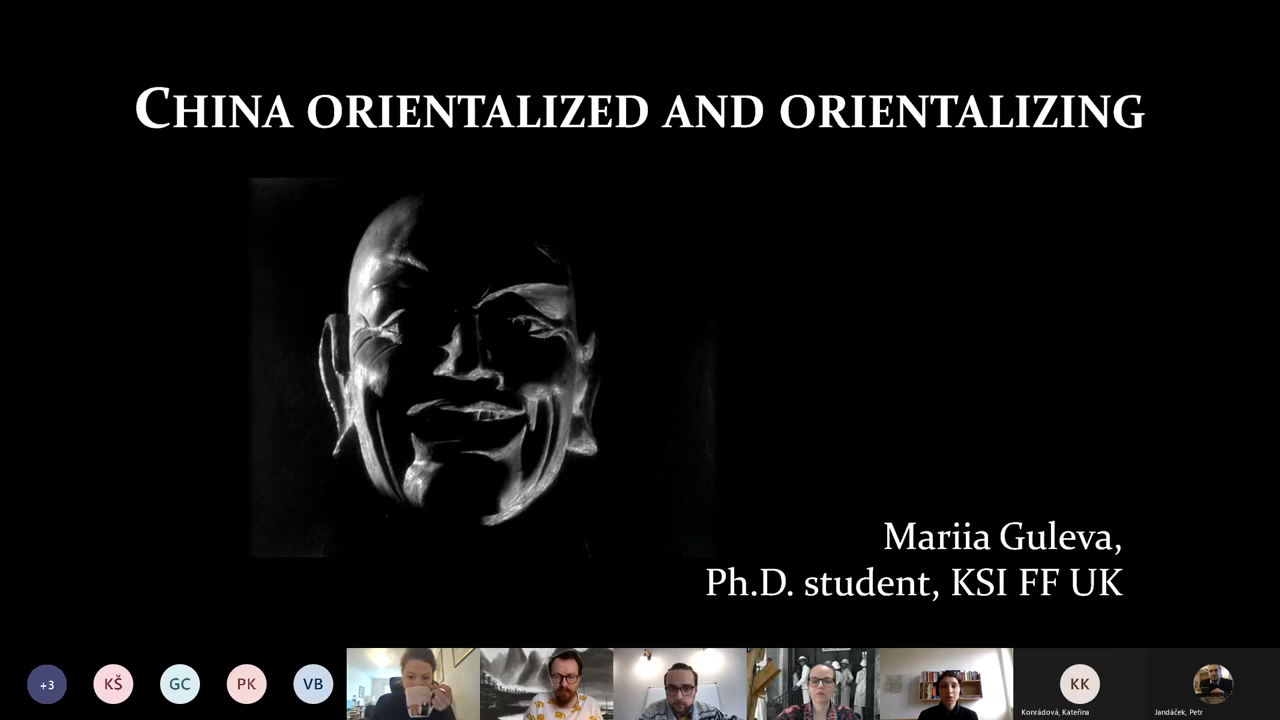 CHINA ORIENTALIZED AND ORIENTALIZING
Mariia Guleva,
Ph.D. student, KSI FF UK
+3
KŠ
GC
PK
VB
KK
Konrádová, Kateřina
Jandáček, Petr